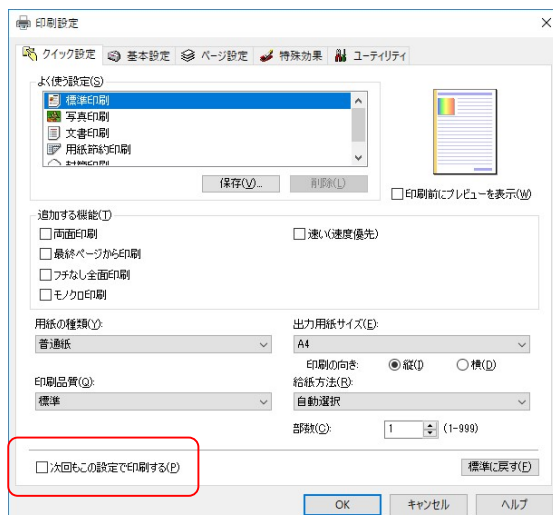 印刷設定
クイック設定 基本設定 ページ設定 特殊効果 ユーティリティ
よく使う設定(S)
標準印刷
写真印刷
文書印刷
用紙節約印刷
保存(V)... 削除(L)
印刷前にプレビューを表示(W)
追加する機能(T)
両面印刷 速い(速度優先)
最終ページから印刷
フチなし全面印刷
モノクロ印刷
用紙の種類(Y): 出力用紙サイズ(E):
普通紙 A4
印刷の向き: 縦(I) 横(D)
印刷品質(Q): 給紙方法(R):
標準 自動選択
部数(C): 1 (1-999)
次回もこの設定で印刷する(P) 標準に戻す(F)
OK キャンセル ヘルプ